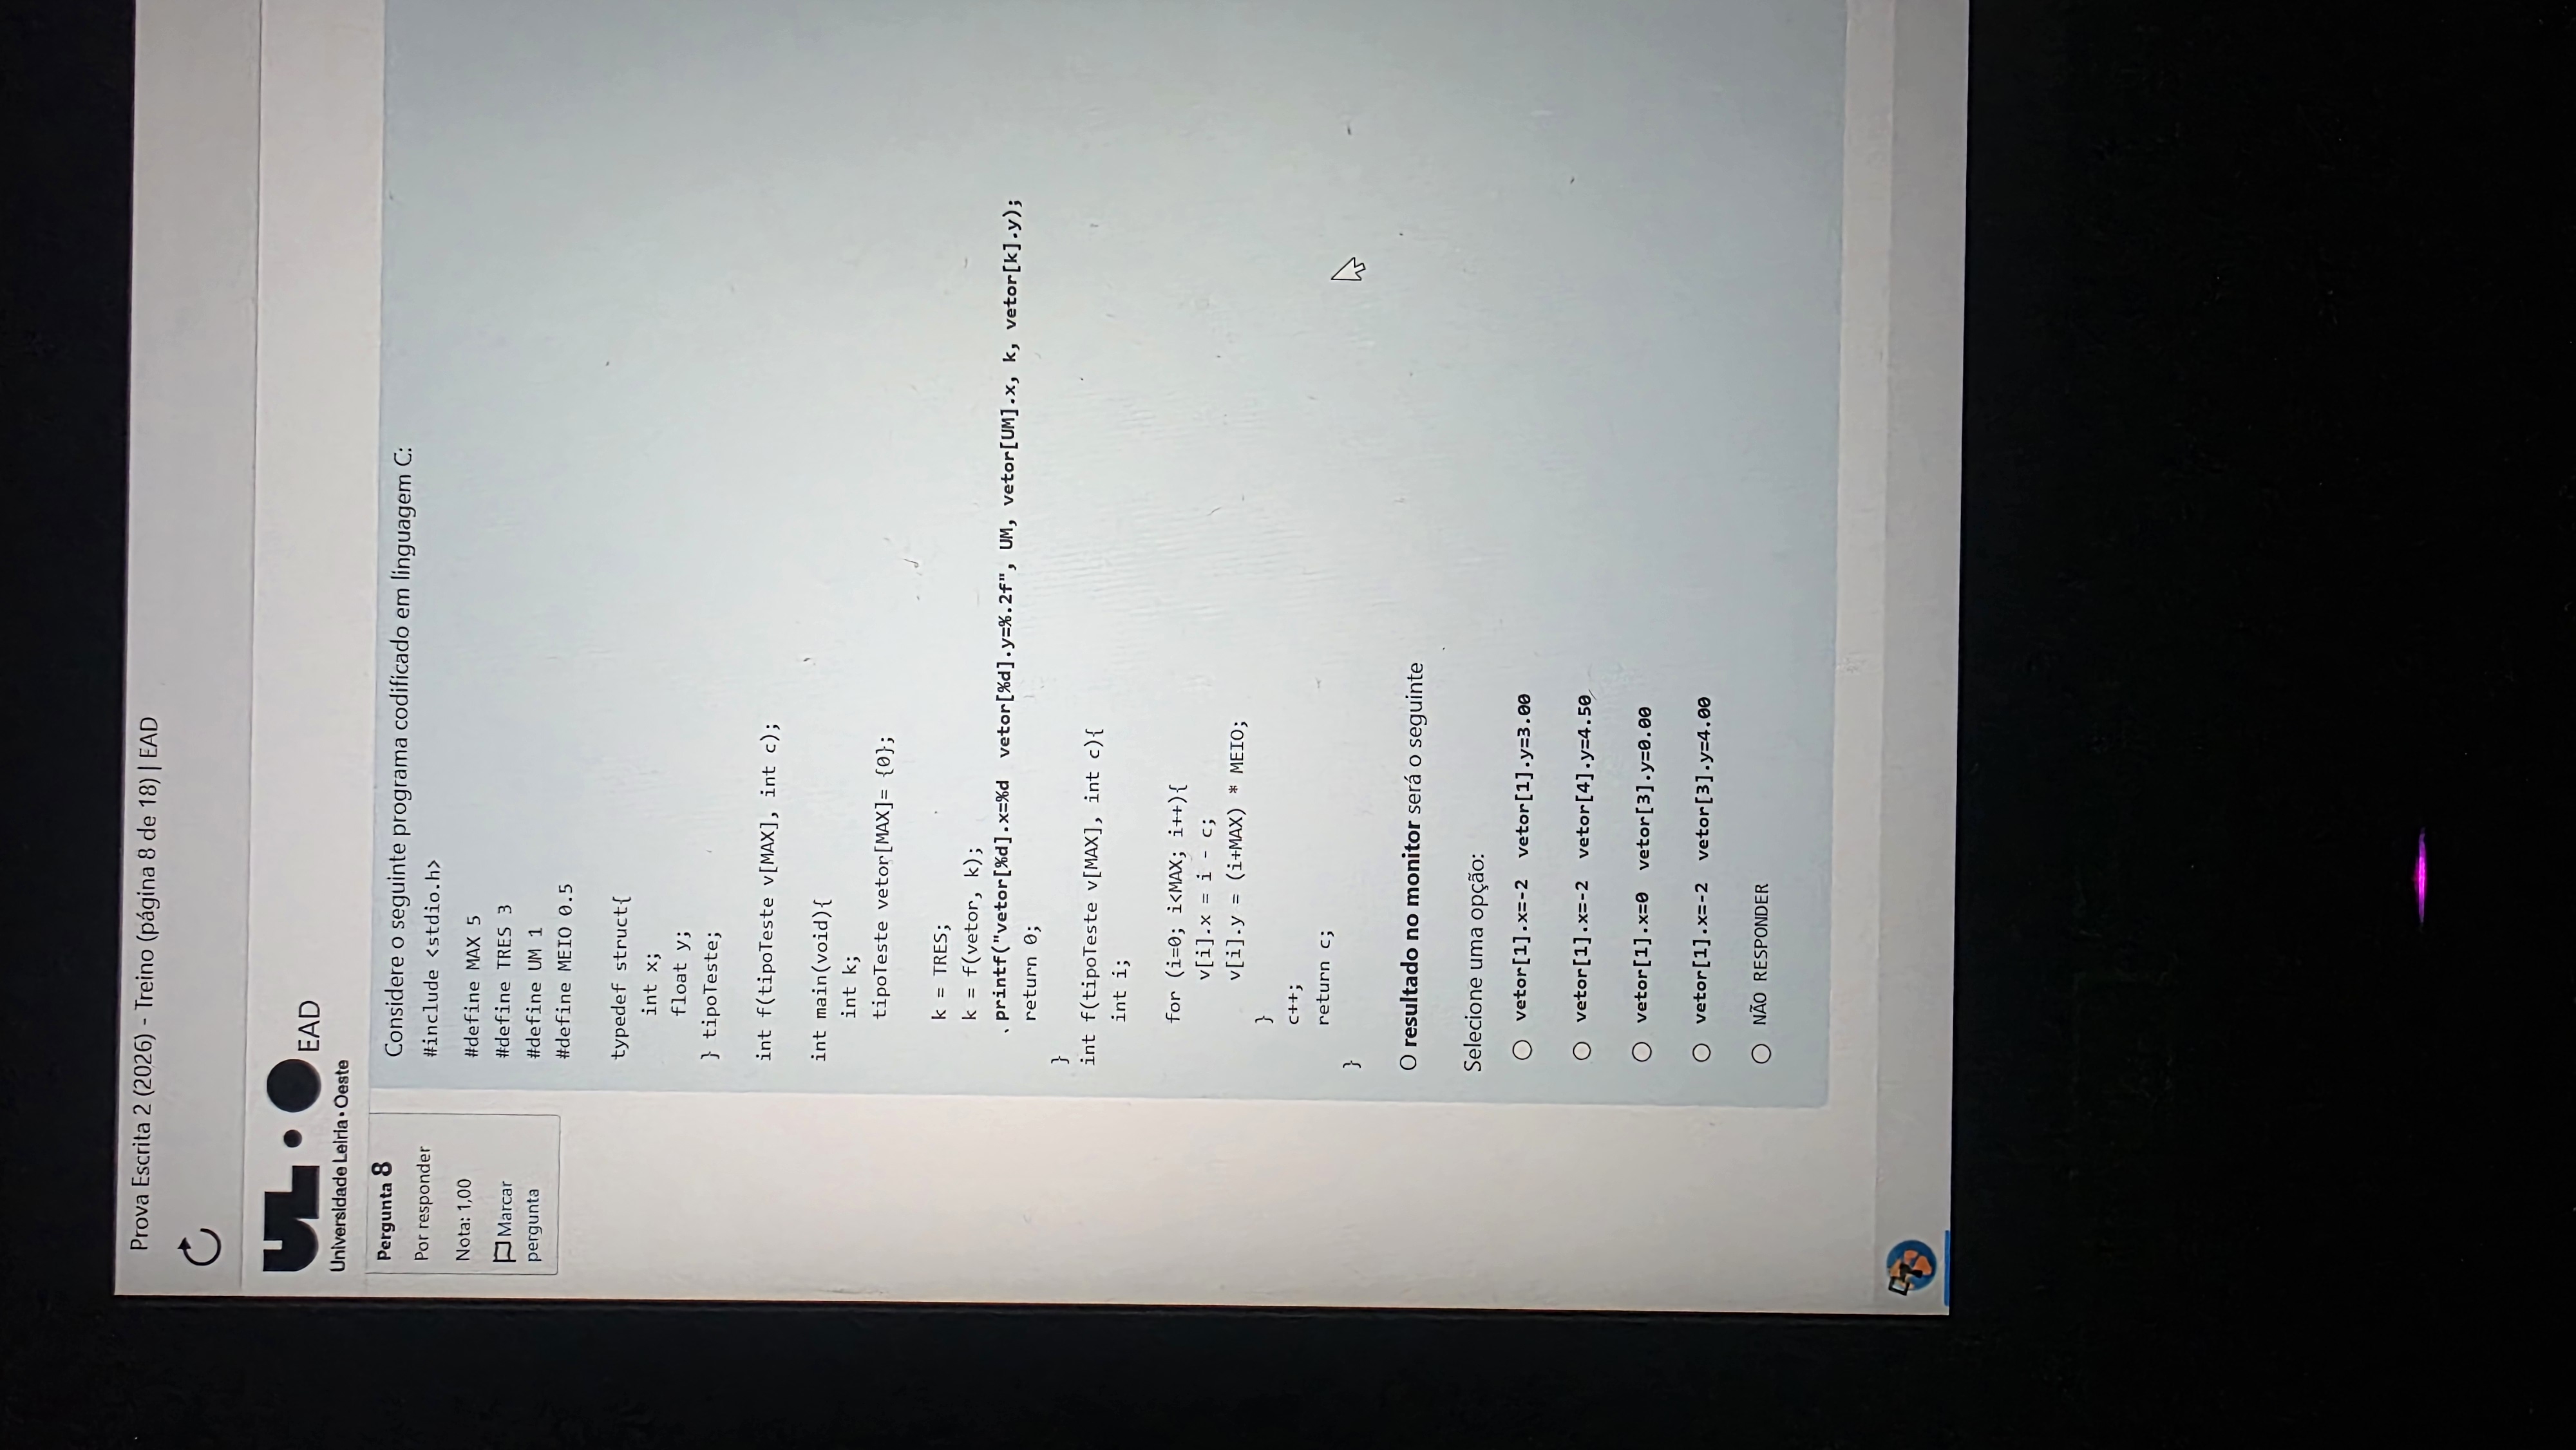 Prova Escrita 2 (2026) - Treino (página 8 de 18) | EAD
UL EAD
Universidade Leiria • Oeste
Pergunta 8
Por responder
Nota: 1,00
Marcar
pergunta
Considere o seguinte programa codificado em linguagem C:
#include <stdio.h>
#define MAX 5
#define TRES 3
#define UM 1
#define MEIO 0.5
typedef struct{
    int x;
    float y;
} tipoTeste;
int f(tipoTeste v[MAX], int c);
int main(void){
    int k;
    tipoTeste vetor[MAX]= {0};
    k = TRES;
    k = f(vetor, k);
    printf("vetor[%d].x=%d  vetor[%d].y=%.2f", UM, vetor[UM].x, k, vetor[k].y);
    return 0;
}
int f(tipoTeste v[MAX], int c){
    int i;
    for (i=0; i<MAX; i++){
        v[i].x = i - c;
        v[i].y = (i+MAX) * MEIO;
    }
    c++;
    return c;
}
O resultado no monitor será o seguinte
Selecione uma opção:
vetor[1].x=-2  vetor[1].y=3.00
vetor[1].x=-2  vetor[4].y=4.50
vetor[1].x=0  vetor[3].y=0.00
vetor[1].x=-2  vetor[3].y=4.00
NÃO RESPONDER